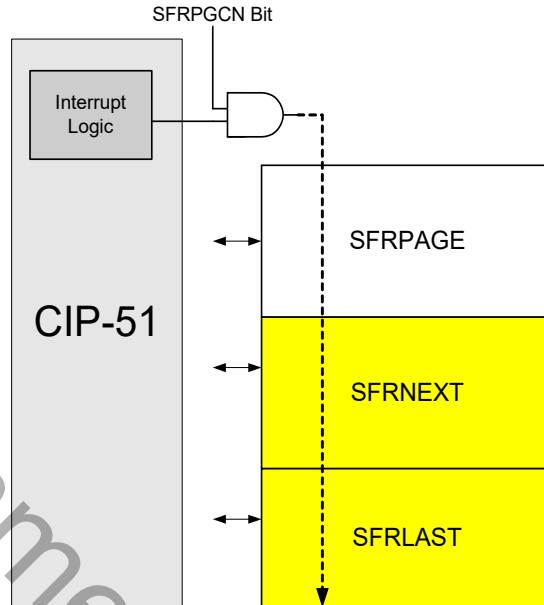 SFRPGCN Bit
Interrupt
Logic
SFRPAGE
CIP-51
SFRNEXT
SFRLAST